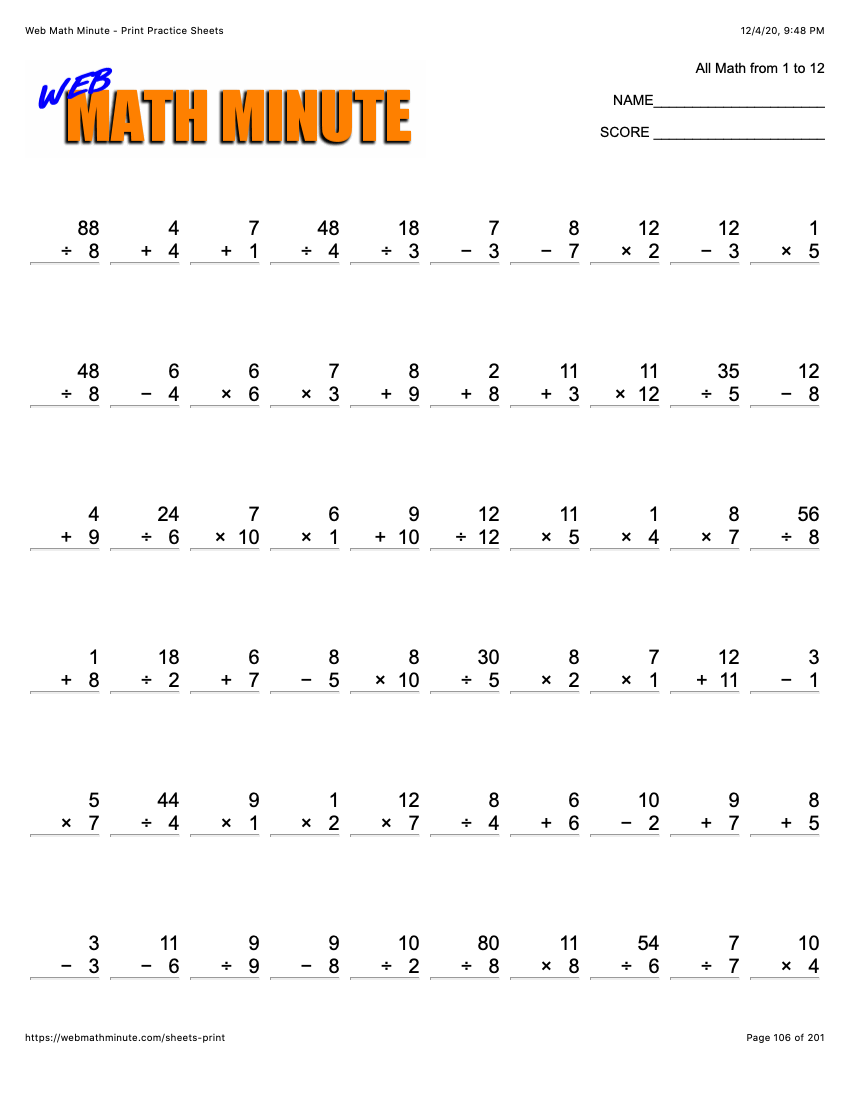 Web Math Minute - Print Practice Sheets 12/4/20, 9:48 PM
WEB
MATH MINUTE
All Math from 1 to 12
NAME______________________
SCORE ______________________
88 4 7 48 18 7 8 12 12 1
÷ 8 + 4 + 1 ÷ 4 ÷ 3 − 3 − 7 × 2 − 3 × 5
48 6 6 7 8 2 11 11 35 12
÷ 8 − 4 × 6 × 3 + 9 + 8 + 3 × 12 ÷ 5 − 8
4 24 7 6 9 12 11 1 8 56
+ 9 ÷ 6 × 10 × 1 + 10 ÷ 12 × 5 × 4 × 7 ÷ 8
1 18 6 8 8 30 8 7 12 3
+ 8 ÷ 2 + 7 − 5 × 10 ÷ 5 × 2 × 1 + 11 − 1
5 44 9 1 12 8 6 10 9 8
× 7 ÷ 4 × 1 × 2 × 7 ÷ 4 + 6 − 2 + 7 + 5
3 11 9 9 10 80 11 54 7 10
− 3 − 6 ÷ 9 − 8 ÷ 2 ÷ 8 × 8 ÷ 6 ÷ 7 × 4
https://webmathminute.com/sheets-print Page 106 of 201